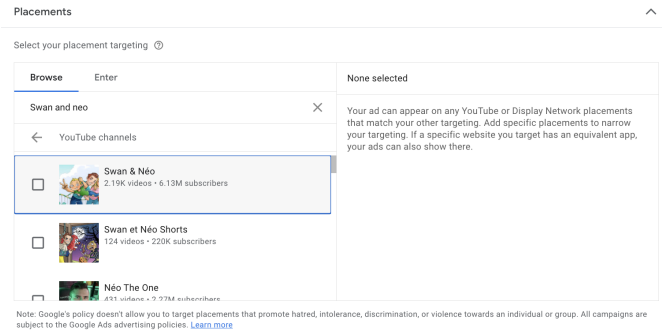 Placements
Select your placement targeting
Browse
Enter
None selected
Swan and neo
YouTube channels
Swan & Néo
2.19K videos • 6.13M subscribers
Swan et Néo Shorts
124 videos • 220K subscribers
Néo The One
431 videos • 2.27M subscribers
Your ad can appear on any YouTube or Display Network placements
that match your other targeting. Add specific placements to narrow
your targeting. If a specific website you target has an equivalent app,
your ads can also show there.
Note: Google's policy doesn't allow you to target placements that promote hatred, intolerance, discrimination, or violence towards an individual or group. All campaigns are
subject to the Google Ads advertising policies. Learn more